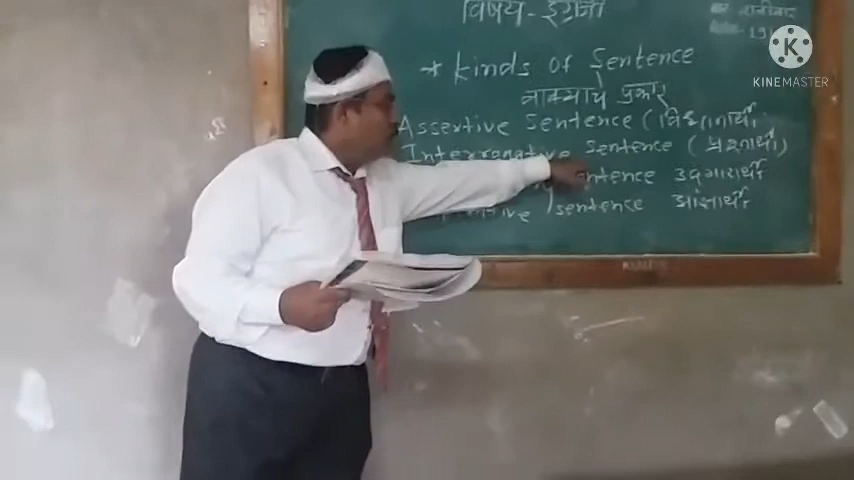 विषय- इंग्रजी
* Kinds of Sentence
वाक्याचे प्रकार
Assertive Sentence (विधानार्थी
Interrogative Sentence (प्रश्नार्थी)
Sentence उद्गारार्थी
Sentence आज्ञार्थी
KINEMASTER